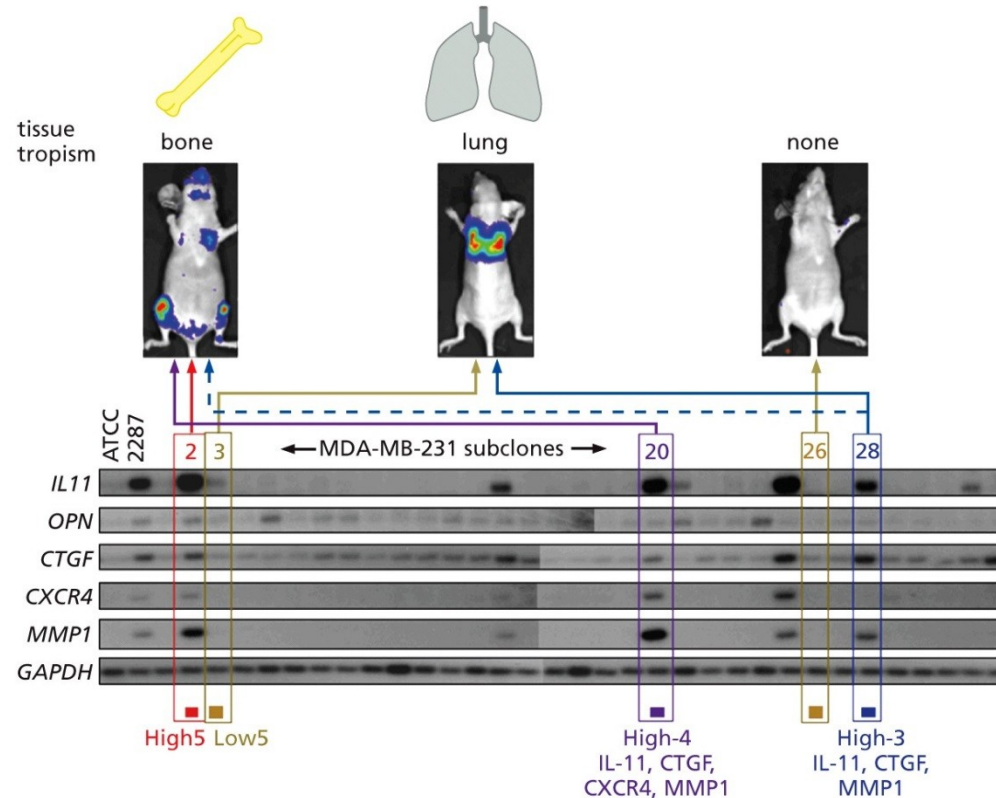 tissue
tropism
bone
lung
none
ATCC
2287
2
3
MDA-MB-231 subclones
20
26
28
IL11
OPN
CTGF
CXCR4
MMP1
GAPDH
High5
Low5
High-4
IL-11, CTGF,
CXCR4, MMP1
High-3
IL-11, CTGF,
MMP1